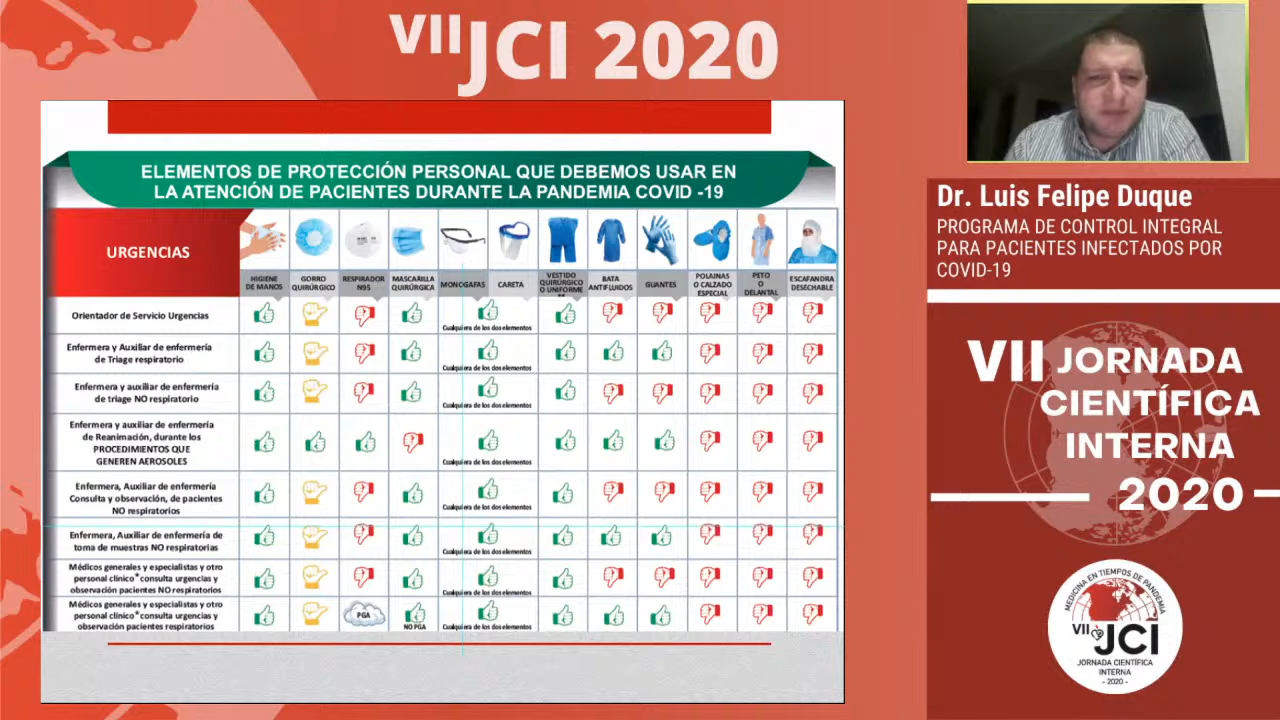 VII JCI 2020
ELEMENTOS DE PROTECCIÓN PERSONAL QUE DEBEMOS USAR EN
LA ATENCIÓN DE PACIENTES DURANTE LA PANDEMIA COVID -19
URGENCIAS
HIGIENE
DE MANOS
GORRO
QUIRÚRGICO
RESPIRADOR
N95
MASCARILLA
QUIRÚRGICA
MONOGAFAS
CARETA
VESTIDO
QUIRÚRGICO
O UNIFORME
BATA
ANTIFLUIDOS
GUANTES
POLAINAS
O CALZADO
ESPECIAL
PETO
O
DELANTAL
ESCAFANDRA
DESECHABLE
Orientador de Servicio Urgencias
Cualquiera de los dos elementos
Enfermera y Auxiliar de enfermería
de Triage respiratorio
Cualquiera de los dos elementos
Enfermera y auxiliar de enfermería
de triage NO respiratorio
Cualquiera de los dos elementos
Enfermera y auxiliar de enfermería
de Reanimación, durante los
PROCEDIMIENTOS QUE
GENEREN AEROSOLES
Cualquiera de los dos elementos
Enfermera, Auxiliar de enfermería
Consulta y observación, de pacientes
NO respiratorios
Cualquiera de los dos elementos
Enfermera, Auxiliar de enfermería de
toma de muestras NO respiratorias
Cualquiera de los dos elementos
Médicos generales y especialistas y otro
personal clínico* consulta urgencias y
observación pacientes NO respiratorios
Cualquiera de los dos elementos
Médicos generales y especialistas y otro
personal clínico* consulta urgencias y
observación pacientes respiratorios
PGA
NO PGA
Cualquiera de los dos elementos
Dr. Luis Felipe Duque
PROGRAMA DE CONTROL INTEGRAL
PARA PACIENTES INFECTADOS POR
COVID-19
VII JORNADA
CIENTÍFICA
INTERNA
2020
MEDICINA EN TIEMPOS DE PANDEMIA
VII JCI
JORNADA CIENTÍFICA
INTERNA
- 2020 -